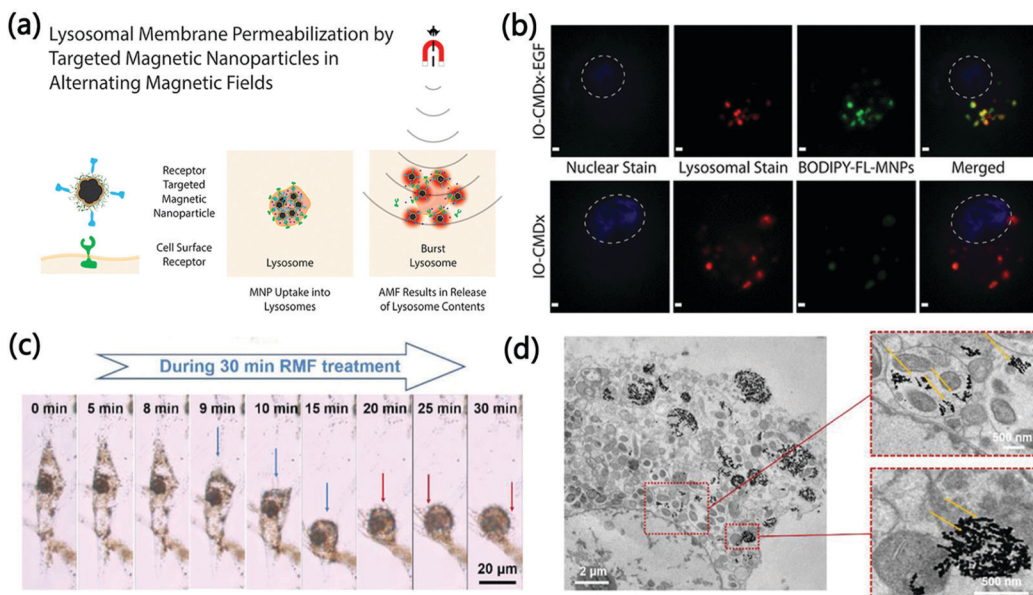 (a)
Lysosomal Membrane Permeabilization by
Targeted Magnetic Nanoparticles in
Alternating Magnetic Fields
Receptor
Targeted
Magnetic
Nanoparticle
Cell Surface
Receptor
Lysosome
Burst
Lysosome
MNP Uptake into
Lysosomes
AMF Results in Release
of Lysosome Contents
(b)
IO-CMDx-EGF
Nuclear Stain
Lysosomal Stain
BODIPY-FL-MNPs
Merged
IO-CMDx
(c)
During 30 min RMF treatment
0 min 5 min 8 min 9 min 10 min 15 min 20 min 25 min 30 min
20 μm
(d)
2 μm
500 nm
500 nm